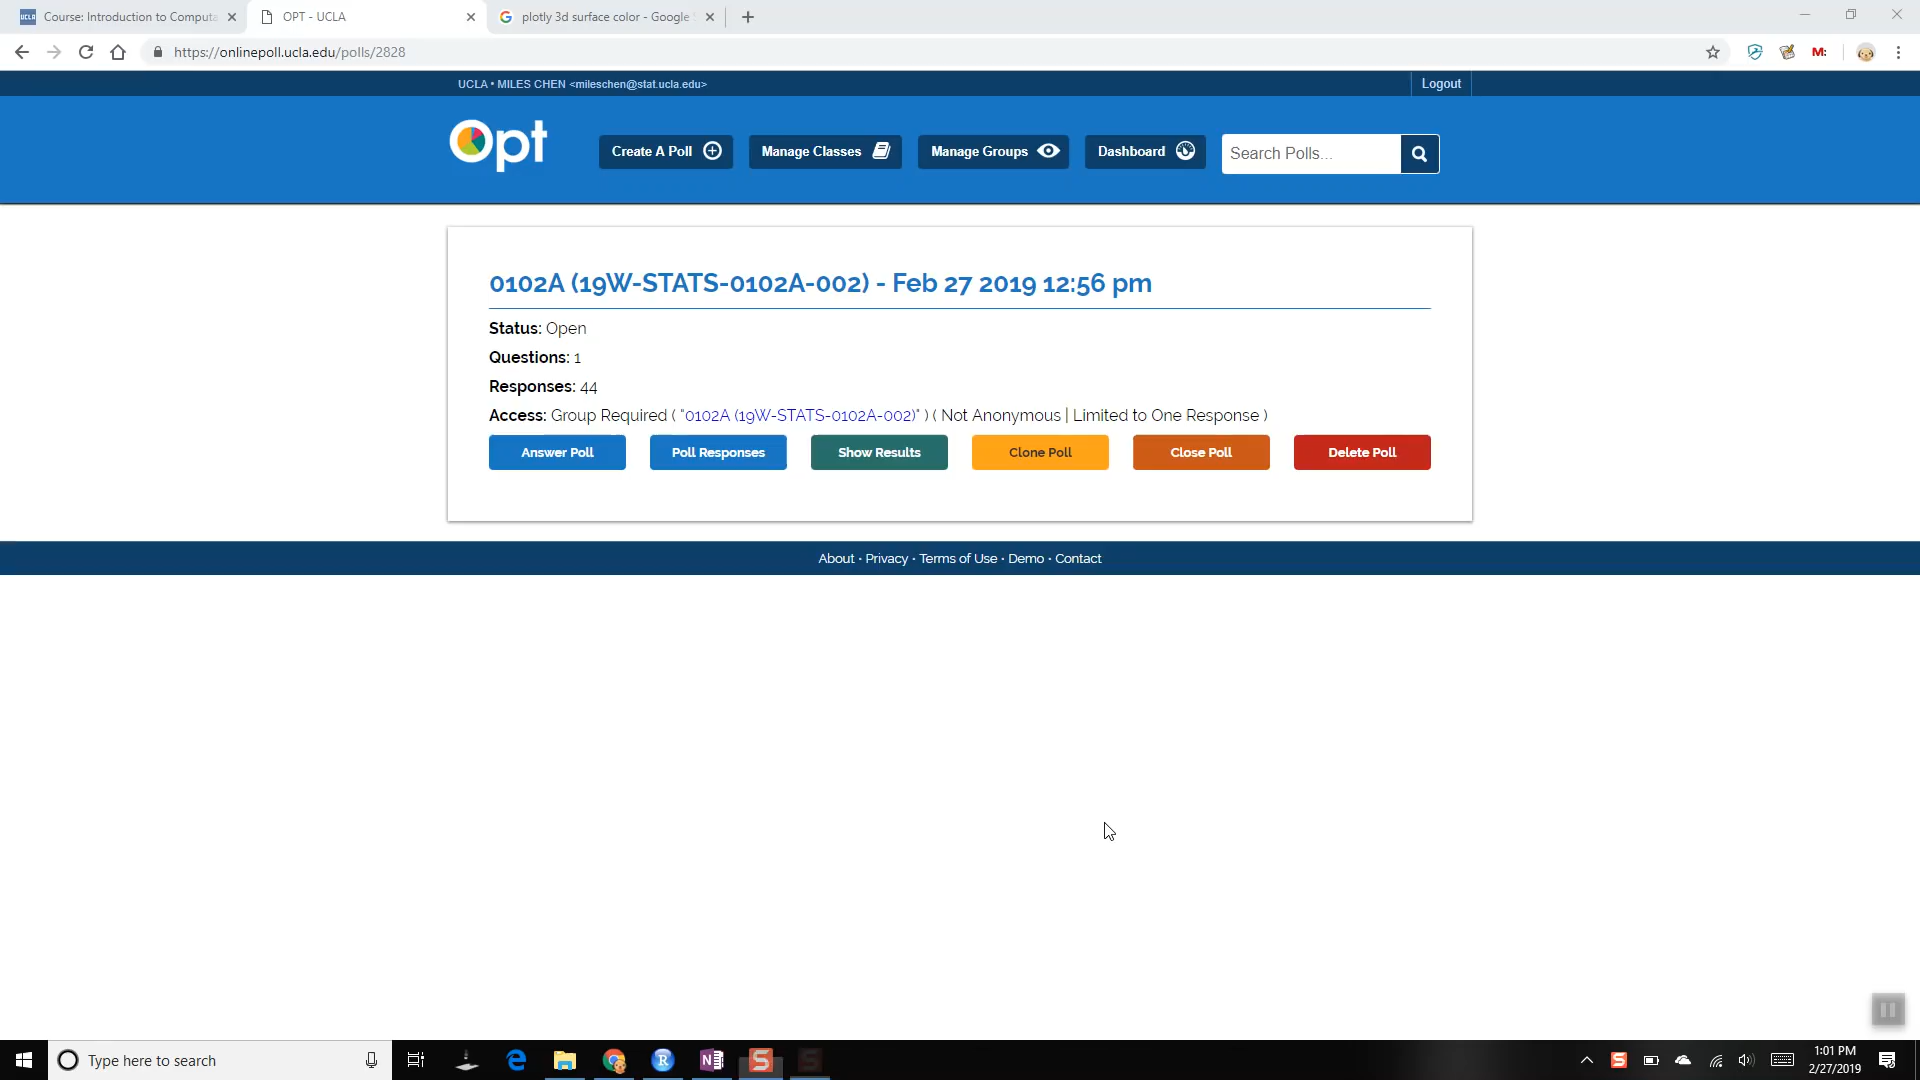 Course: Introduction to Computa
OPT - UCLA
plotly 3d surface color - Google
https://onlinepoll.ucla.edu/polls/2828
M:
UCLA • MILES CHEN <mileschen@stat.ucla.edu>
Logout
Opt
Create A Poll
Manage Classes
Manage Groups
Dashboard
Search Polls...
0102A (19W-STATS-0102A-002) - Feb 27 2019 12:56 pm
Status: Open
Questions: 1
Responses: 44
Access: Group Required ( "0102A (19W-STATS-0102A-002)" ) ( Not Anonymous | Limited to One Response )
Answer Poll
Poll Responses
Show Results
Clone Poll
Close Poll
Delete Poll
About · Privacy · Terms of Use · Demo · Contact
Type here to search
1:01 PM
2/27/2019